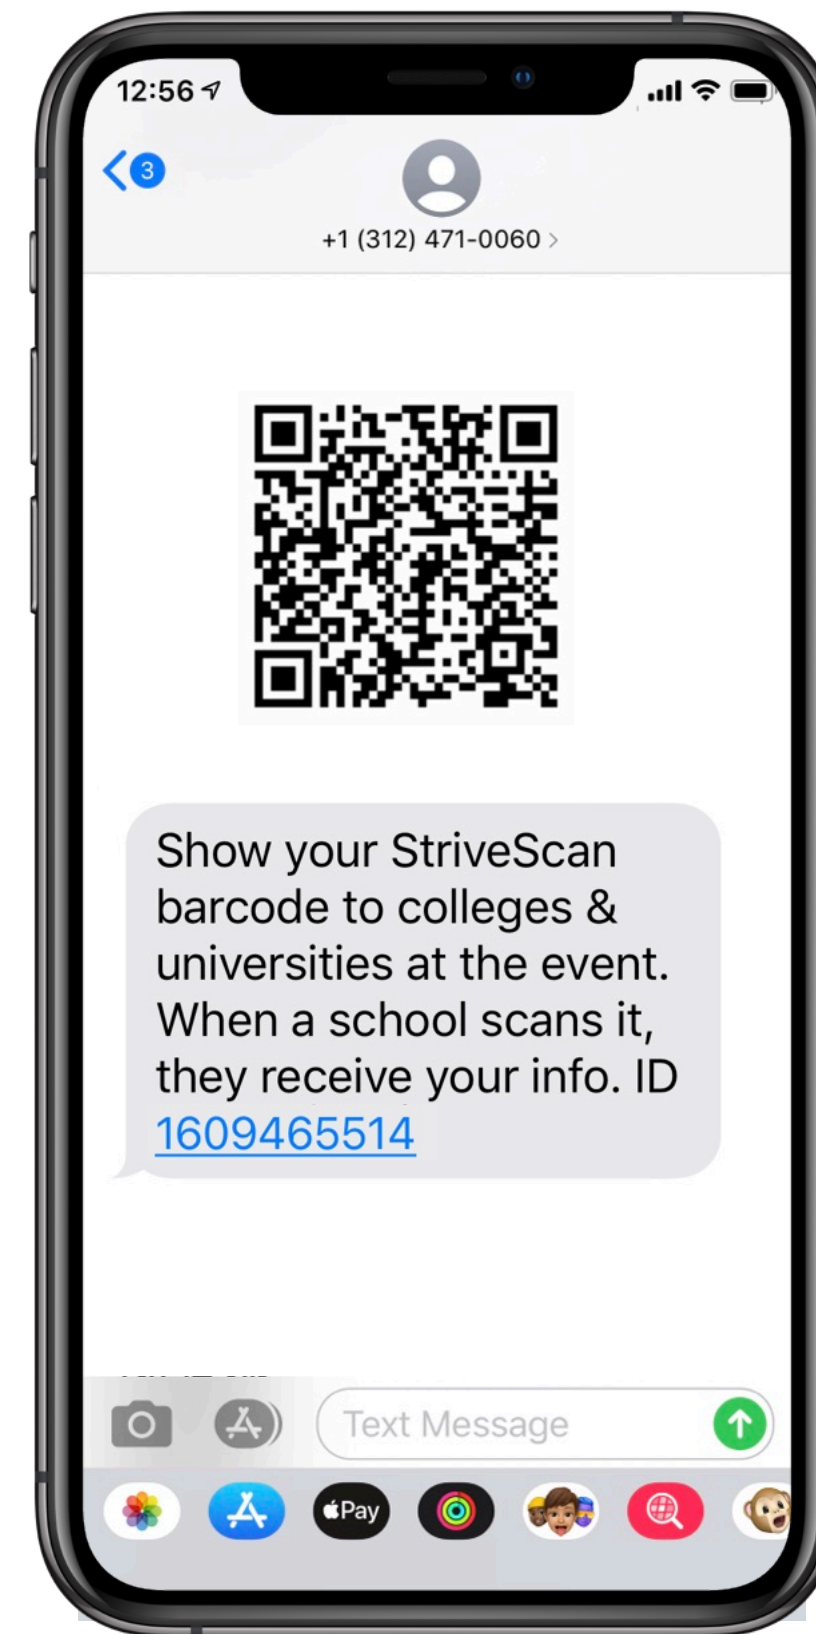 12:56
3
+1 (312) 471-0060
Show your StriveScan
barcode to colleges &
universities at the event.
When a school scans it,
they receive your info. ID
1609465514
Text Message
Pay